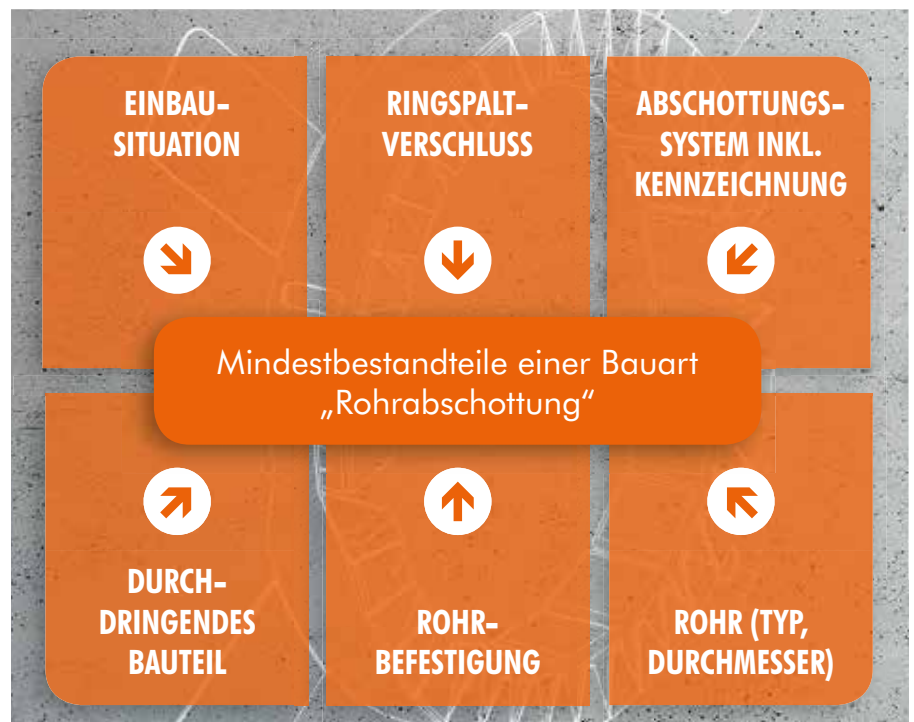 EINBAU-
SITUATION
RINGSPALT-
VERSCHLUSS
ABSCHOTTUNGS-
SYSTEM INKL.
KENNZEICHNUNG
Mindestbestandteile einer Bauart
„Rohrabschottung“
DURCH-
DRINGENDES
BAUTEIL
ROHR-
BEFESTIGUNG
ROHR (TYP,
DURCHMESSER)